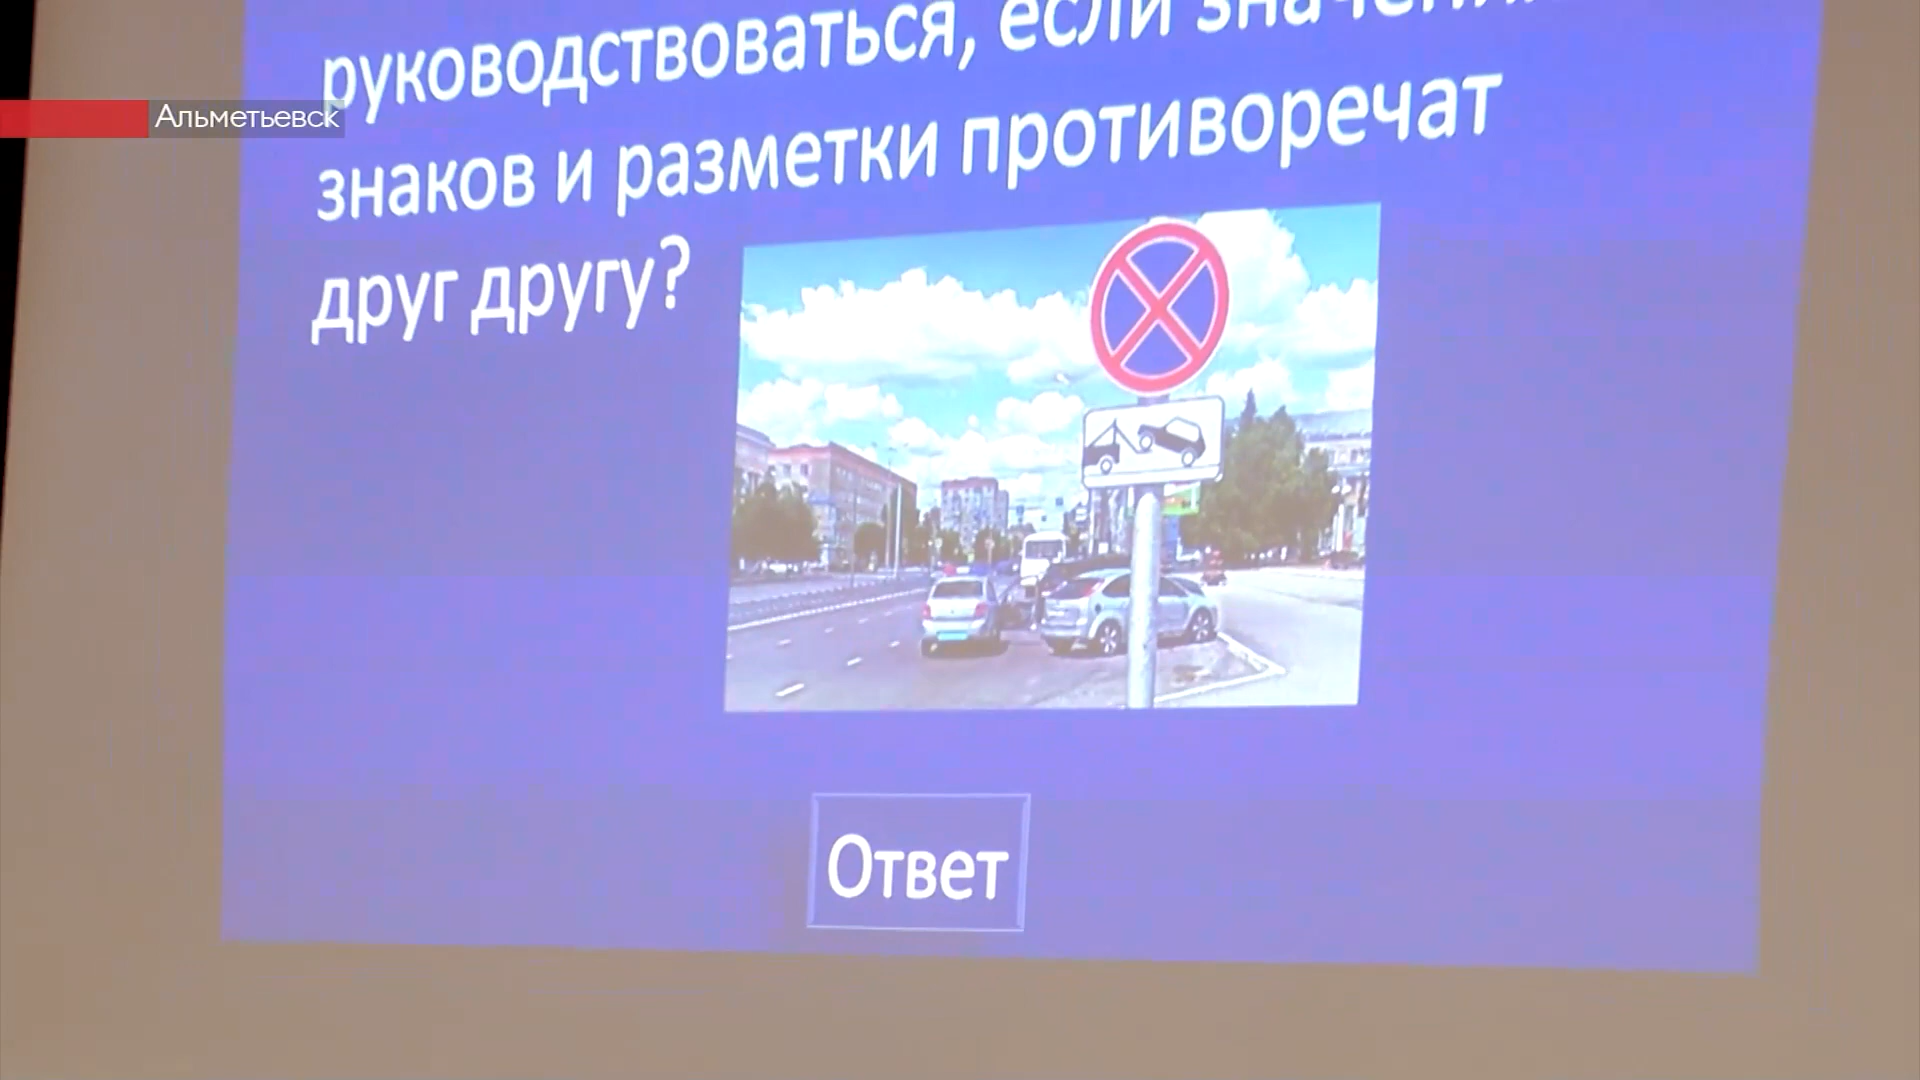 руководствоваться, если
Альметьевск
знаков и разметки противоречат
друг другу?
Ответ